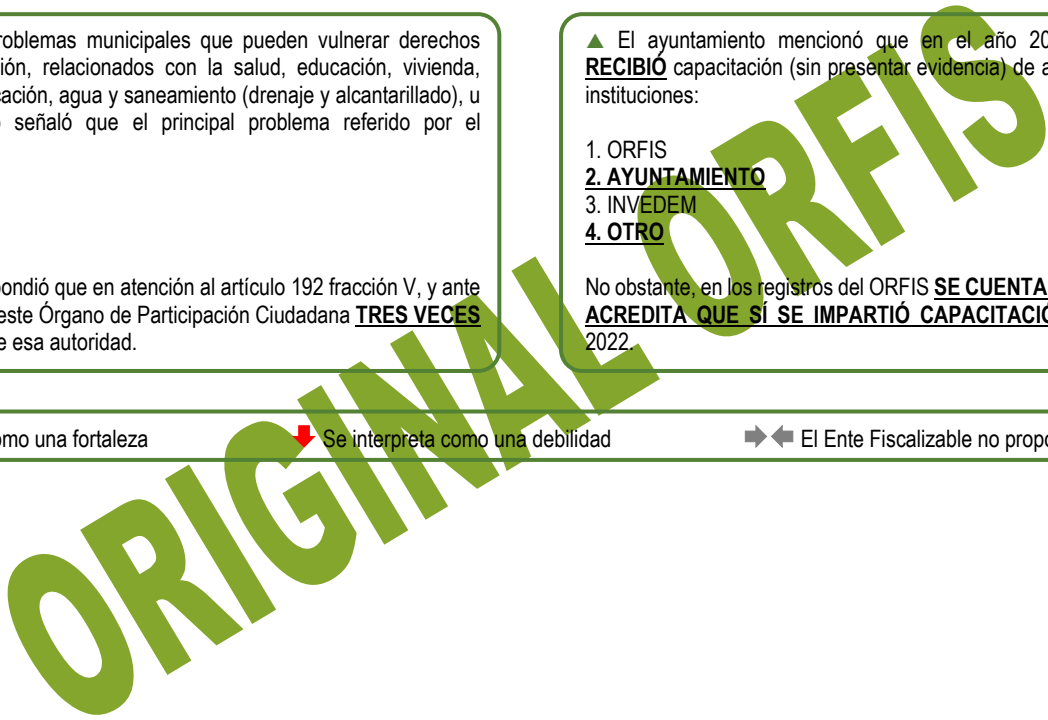 roblemas municipales que pueden vulnerar derechos
ión, relacionados con la salud, educación, vivienda,
cación, agua y saneamiento (drenaje y alcantarillado), u
señaló que el principal problema referido por el
pondió que en atención al artículo 192 fracción V, y ante
este Órgano de Participación Ciudadana TRES VECES
e esa autoridad.
▲ El ayuntamiento mencionó que en el año 20
RECIBIÓ capacitación (sin presentar evidencia) de a
instituciones:
1. ORFIS
2. AYUNTAMIENTO
3. INVEDEM
4. OTRO
No obstante, en los registros del ORFIS SE CUENTA
ACREDITA QUE SÍ SE IMPARTIÓ CAPACITACIÓ
2022.
omo una fortaleza
Se interpreta como una debilidad
El Ente Fiscalizable no propo
ORIGINAL ORFIS